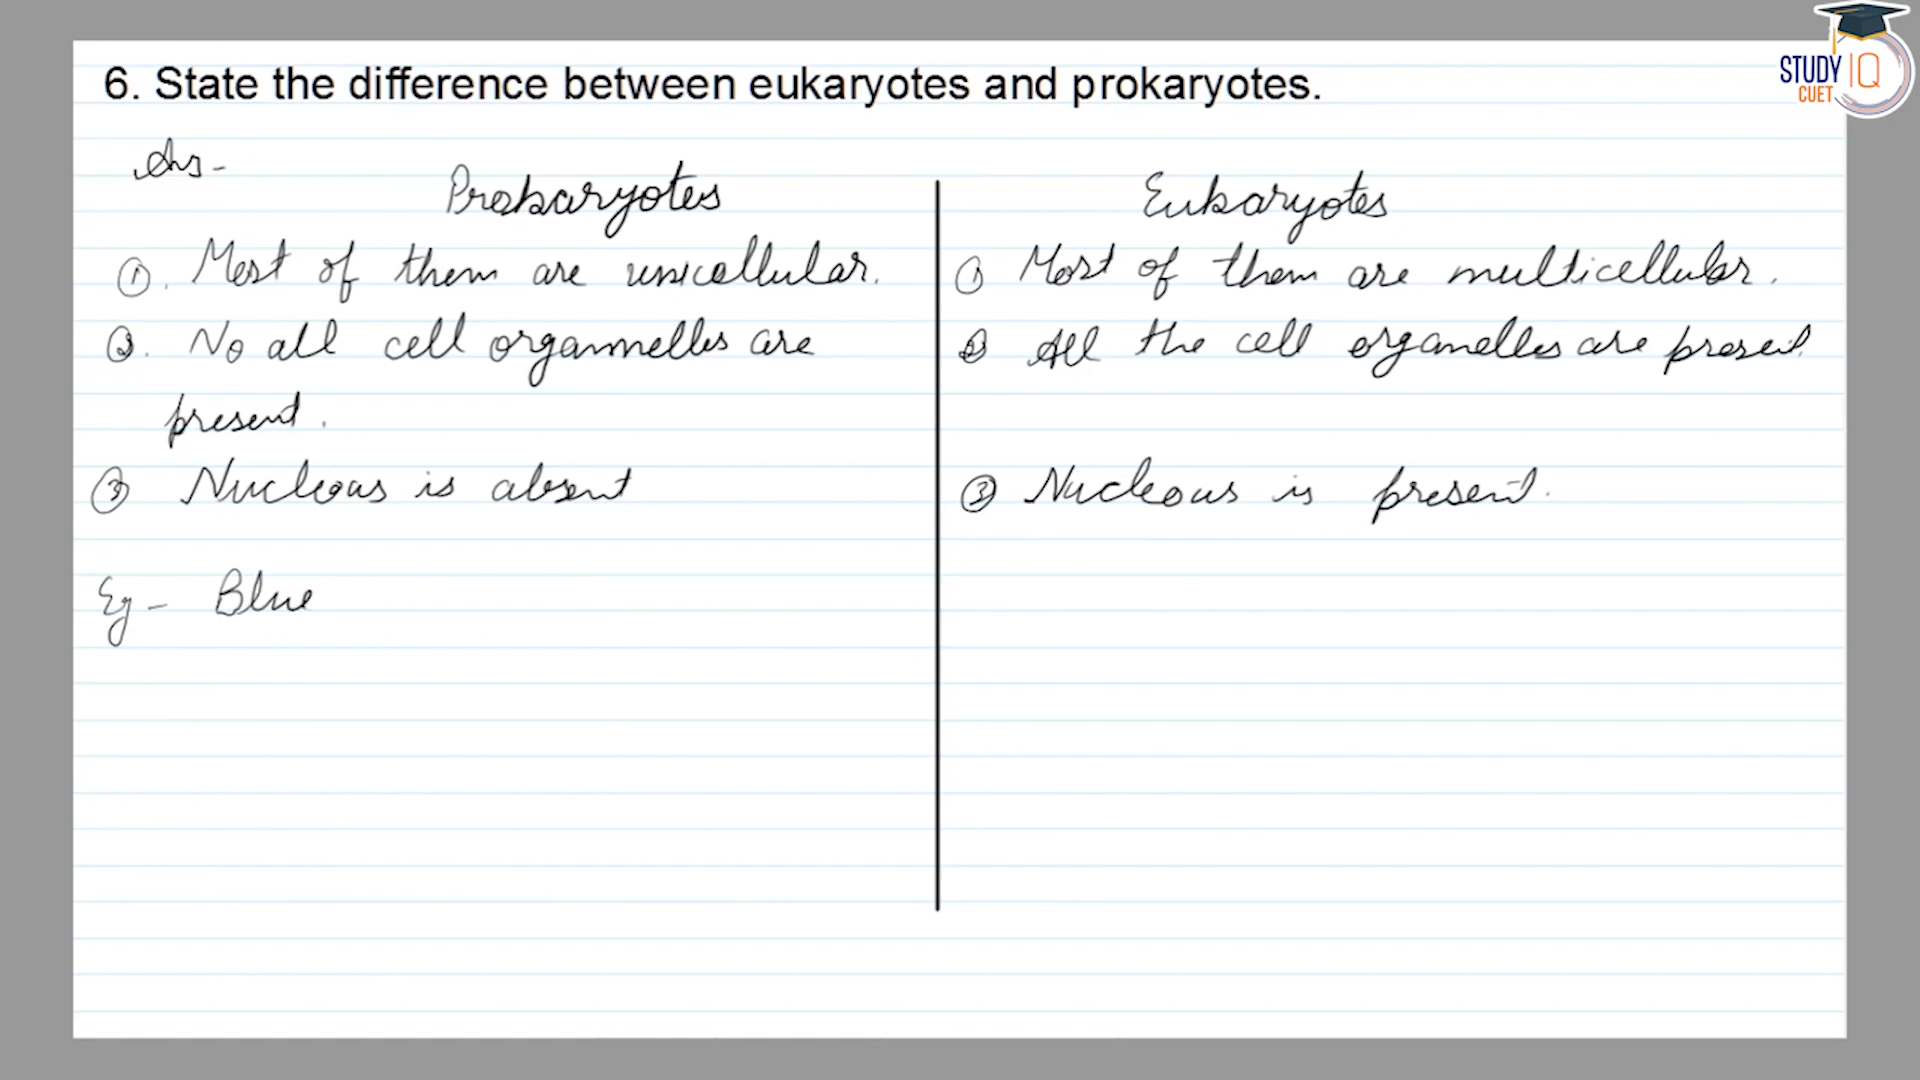 6. State the difference between eukaryotes and prokaryotes.
STUDY IQ
CUET
Ans-
Prokaryotes
① . Most of them are unicellular.
② . No all cell organnelles are
present .
③ Nucleous is absent
Eg - Blue
Eukaryotes
① Most of them are multicellular .
② All the cell organelles are present.
③ Nucleous is present .